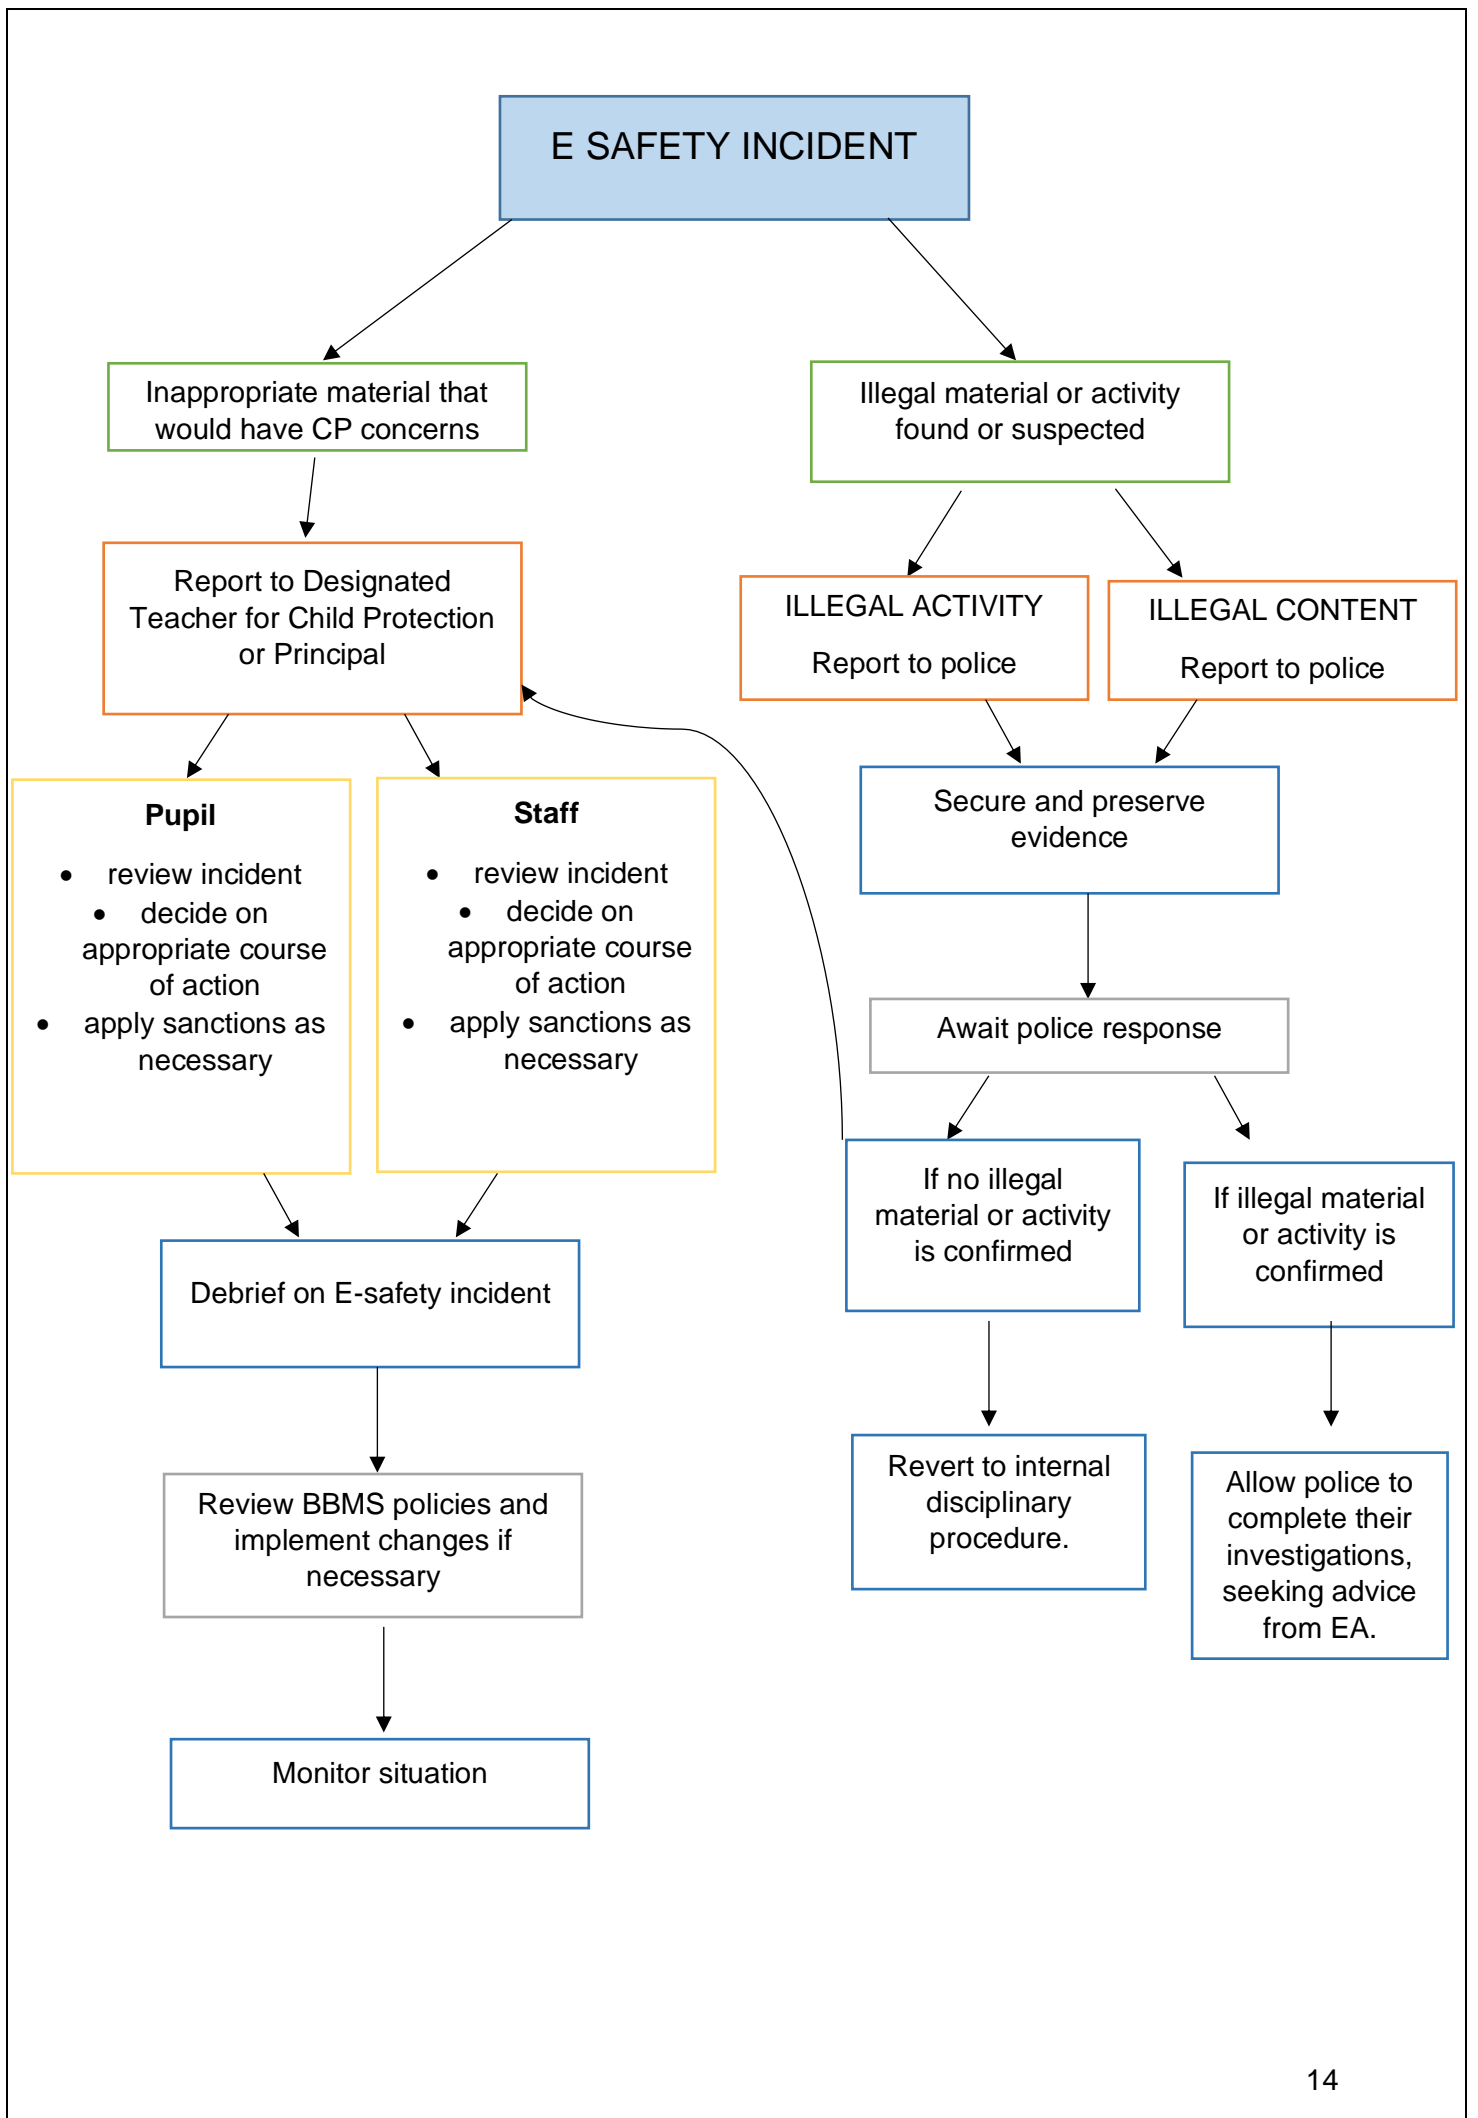 E SAFETY INCIDENT
Inappropriate material that
would have CP concerns
Illegal material or activity
found or suspected
Report to Designated
Teacher for Child Protection
or Principal
ILLEGAL ACTIVITY
Report to police
ILLEGAL CONTENT
Report to police
Pupil
• review incident
• decide on
appropriate course
of action
• apply sanctions as
necessary
Staff
• review incident
• decide on
appropriate course
of action
• apply sanctions as
necessary
Secure and preserve
evidence
Await police response
If no illegal
material or activity
is confirmed
If illegal material
or activity is
confirmed
Debrief on E-safety incident
Revert to internal
disciplinary
procedure.
Allow police to
complete their
investigations,
seeking advice
from EA.
Review BBMS policies and
implement changes if
necessary
Monitor situation
14